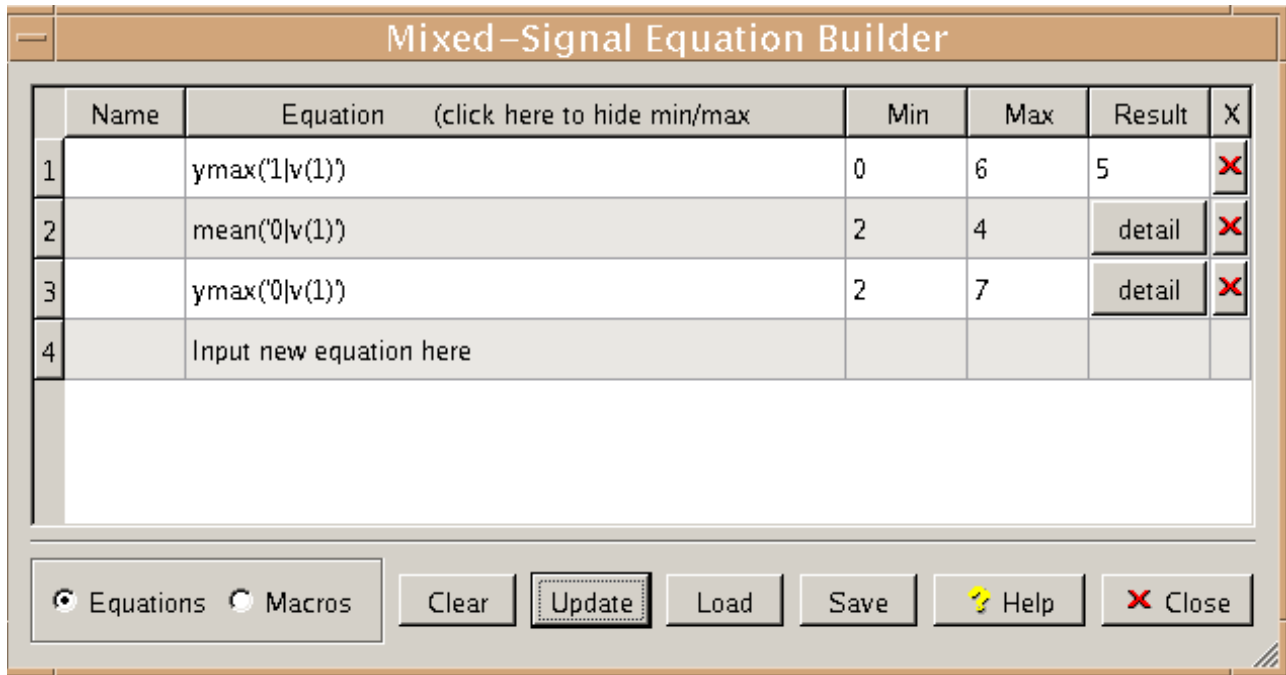 Mixed-Signal Equation Builder
Name Equation (click here to hide min/max Min Max Result X
1 ymax('1|v(1)') 0 6 5
2 mean('0|v(1)') 2 4 detail
3 ymax('0|v(1)') 2 7 detail
4 Input new equation here
Equations Macros Clear Update Load Save ? Help Close